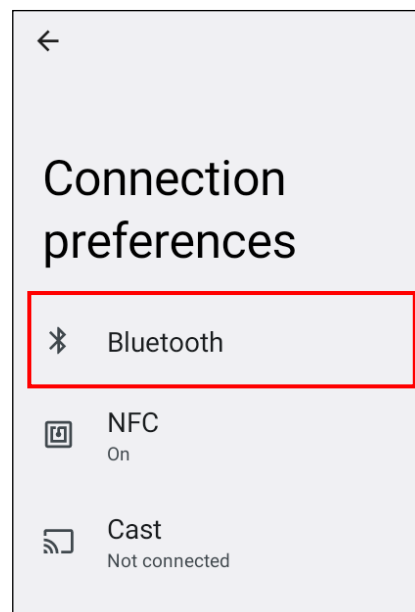 Connection
preferences
Bluetooth
NFC
On
Cast
Not connected